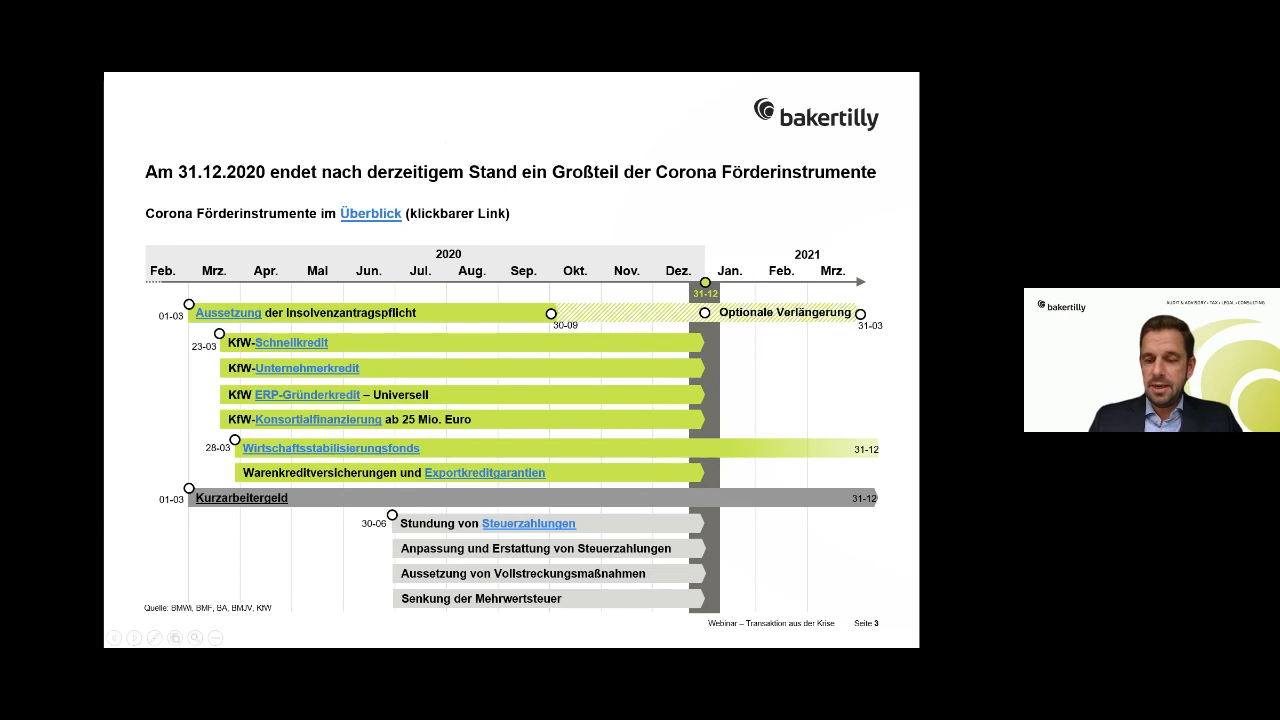 bakertilly
Am 31.12.2020 endet nach derzeitigem Stand ein Großteil der Corona Förderinstrumente
Corona Förderinstrumente im Überblick (klickbarer Link)
2020 2021
Feb. Mrz. Apr. Mai Jun. Jul. Aug. Sep. Okt. Nov. Dez. Jan. Feb. Mrz.
31-12
01-03 Aussetzung der Insolvenzantragspflicht 30-09 Optionale Verlängerung 31-03
23-03 KfW-Schnellkredit
KfW-Unternehmerkredit
KfW ERP-Gründerkredit – Universell
KfW-Konsortialfinanzierung ab 25 Mio. Euro
28-03 Wirtschaftsstabilisierungsfonds 31-12
Warenkreditversicherungen und Exportkreditgarantien
01-03 Kurzarbeitergeld 31-12
30-06 Stundung von Steuerzahlungen
Anpassung und Erstattung von Steuerzahlungen
Aussetzung von Vollstreckungsmaßnahmen
Senkung der Mehrwertsteuer
Quelle: BMWi, BMF, BA, BMJV, KfW
Webinar – Transaktion aus der Krise Seite 3
bakertilly
AUDIT & ADVISORY • TAX • LEGAL • CONSULTING